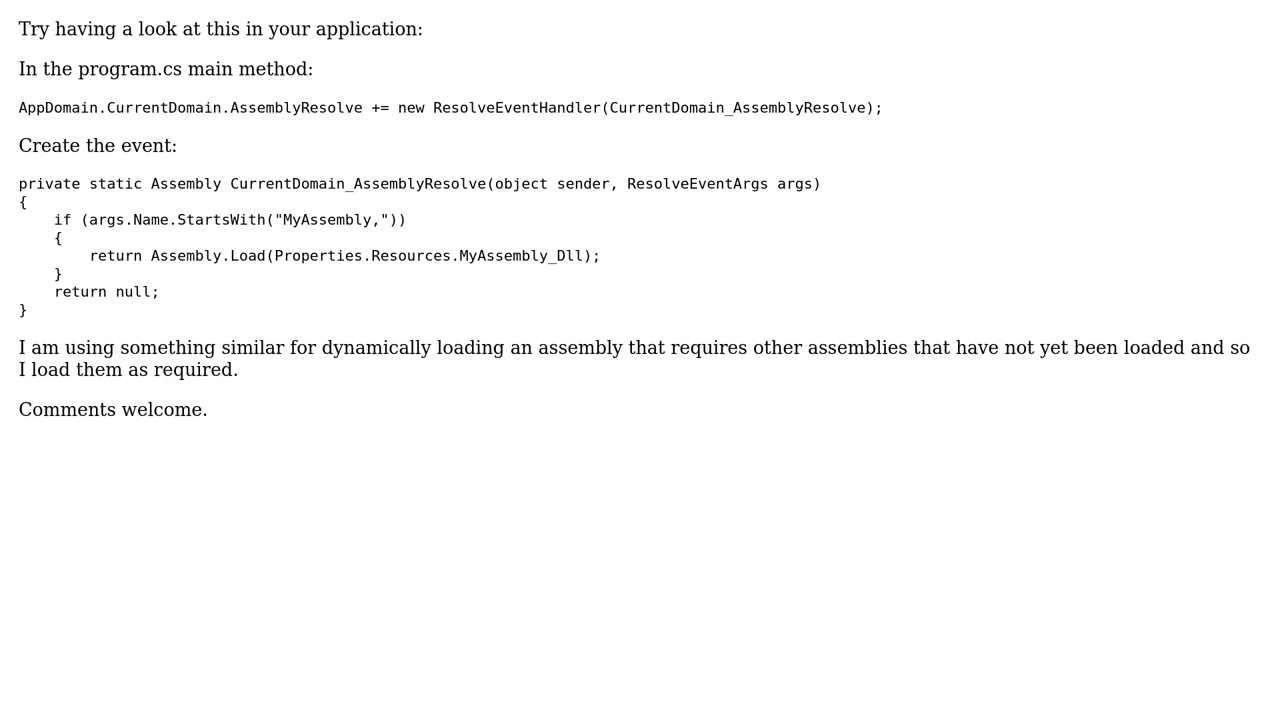 Try having a look at this in your application:
In the program.cs main method:
AppDomain.CurrentDomain.AssemblyResolve += new ResolveEventHandler(CurrentDomain_AssemblyResolve);
Create the event:
private static Assembly CurrentDomain_AssemblyResolve(object sender, ResolveEventArgs args)
{
    if (args.Name.StartsWith("MyAssembly,"))
    {
        return Assembly.Load(Properties.Resources.MyAssembly_Dll);
    }
    return null;
}
I am using something similar for dynamically loading an assembly that requires other assemblies that have not yet been loaded and so
I load them as required.
Comments welcome.